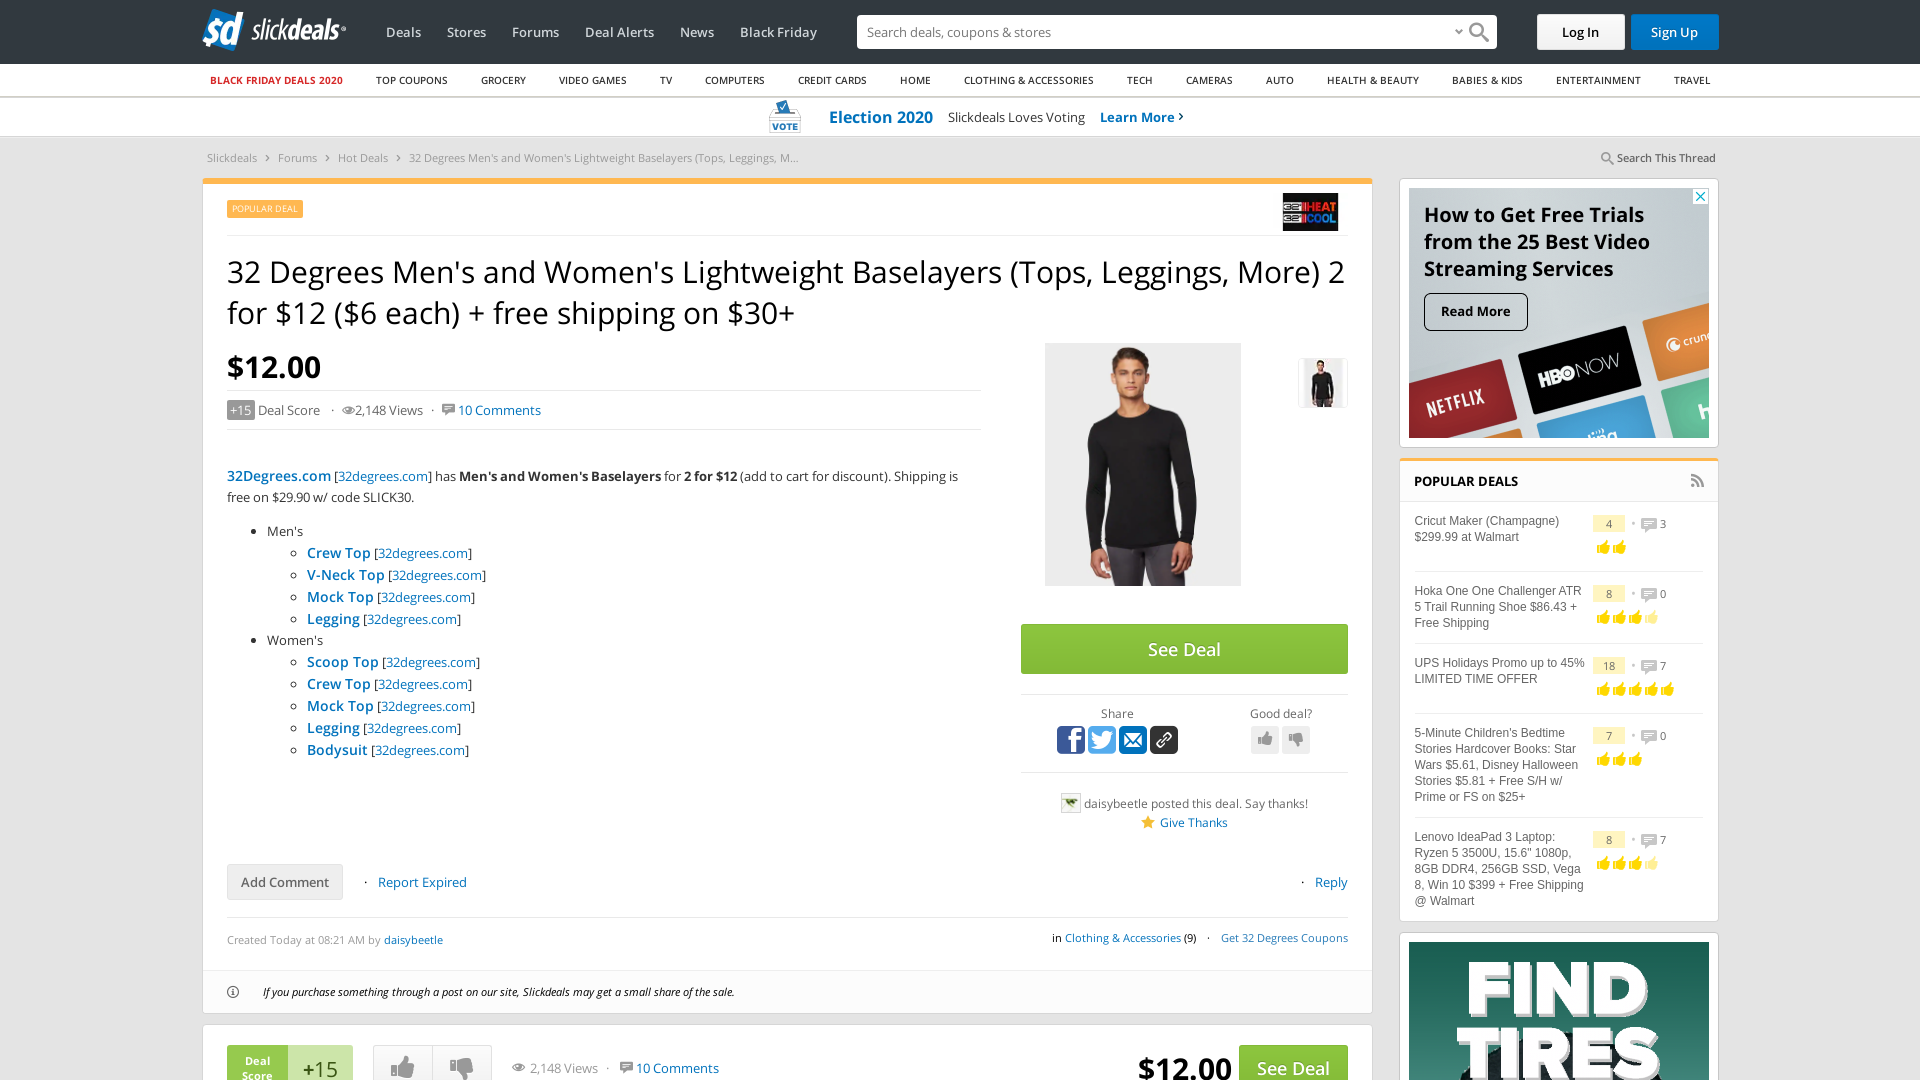 slickdeals
Deals
Stores
Forums
Deal Alerts
News
Black Friday
Search deals, coupons & shops
Log In
Sign Up
BLACK FRIDAY DEALS 2020
TOP COUPONS
GROCERY
VIDEO GAMES
TV
COMPUTERS
CREDIT CARDS
HOME
CLOTHING & ACCESSORIES
TECH
CAMERAS
AUTO
HEALTH & BEAUTY
BABIES & KIDS
ENTERTAINMENT
TRAVEL
VOTE
Election 2020 Slickdeals Loves Voting Learn More ›
Slickdeals › Forums › Hot Deals › 32 Degrees Men's and Women's Lightweight Baselayers (Tops, Leggings, M...
Search This Thread
POPULAR DEAL
32 HEAT
32 COOL
32 Degrees Men's and Women's Lightweight Baselayers (Tops, Leggings, More) 2
for $12 ($6 each) + free shipping on $30+
$12.00
+15 Deal Score · 2,148 Views · 10 Comments
32Degrees.com [32degrees.com] has Men's and Women's Baselayers for 2 for $12 (add to cart for discount). Shipping is
free on $29.90 w/ code SLICK30.
Men's
Crew Top [32degrees.com]
V-Neck Top [32degrees.com]
Mock Top [32degrees.com]
Legging [32degrees.com]
Women's
Scoop Top [32degrees.com]
Crew Top [32degrees.com]
Mock Top [32degrees.com]
Legging [32degrees.com]
Bodysuit [32degrees.com]
See Deal
Share
Good deal?
daisybeetle posted this deal. Say thanks!
Give Thanks
Add Comment
· Report Expired
· Reply
Created Today at 08:21 AM by daisybeetle
in Clothing & Accessories (9) · Get 32 Degrees Coupons
If you purchase something through a post on our site, Slickdeals may get a small share of the sale.
Deal
Score
+15
2,148 Views · 10 Comments
$12.00
See Deal
How to Get Free Trials
from the 25 Best Video
Streaming Services
Read More
NETFLIX
HBO NOW
crunc
POPULAR DEALS
Cricut Maker (Champagne)
$299.99 at Walmart
4 · 3
Hoka One One Challenger ATR
5 Trail Running Shoe $86.43 +
Free Shipping
8 · 0
UPS Holidays Promo up to 45%
LIMITED TIME OFFER
18 · 7
5-Minute Children's Bedtime
Stories Hardcover Books: Star
Wars $5.61, Disney Halloween
Stories $5.81 + Free S/H w/
Prime or FS on $25+
7 · 0
Lenovo IdeaPad 3 Laptop:
Ryzen 5 3500U, 15.6" 1080p,
8GB DDR4, 256GB SSD, Vega
8, Win 10 $399 + Free Shipping
@ Walmart
8 · 7
FIND
TIRES